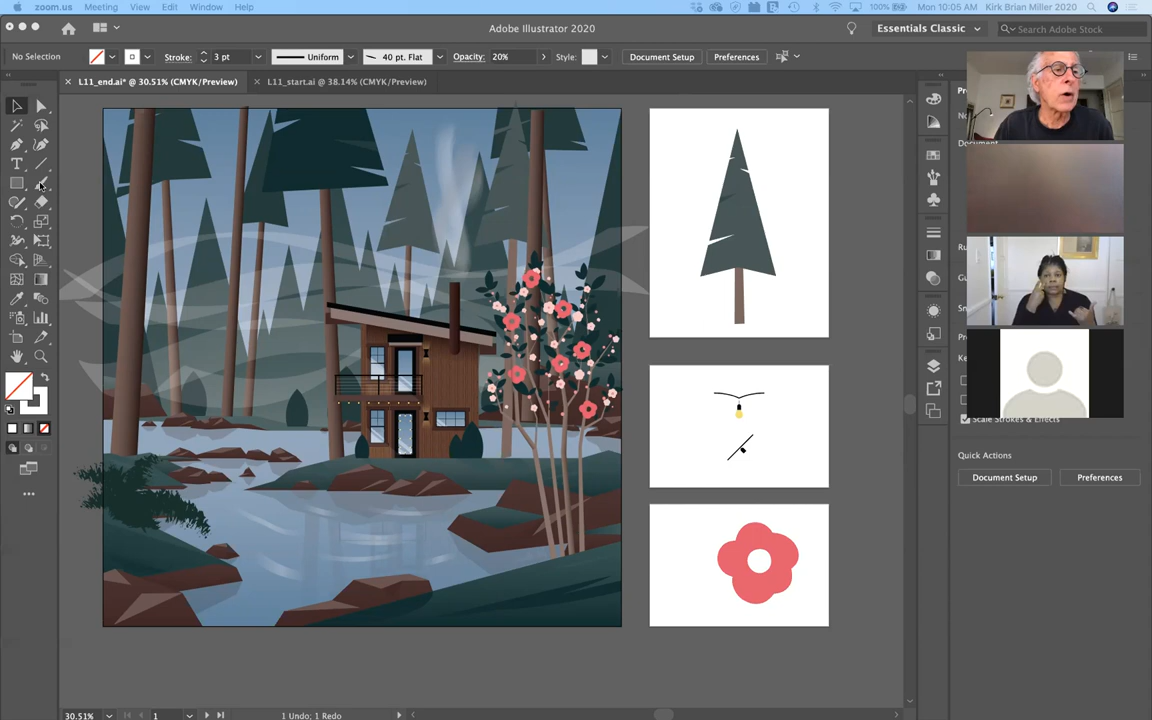 zoom.us Meeting View Edit Window Help 100% Mon 10:05 AM Kirk Brian Miller 2020
Adobe Illustrator 2020 Essentials Classic Search Adobe Stock
No Selection Stroke: 3 pt Uniform 40 pt. Flat Opacity: 20% Style: Document Setup Preferences
× L11_end.ai* @ 30.51% (CMYK/Preview) × L11_start.ai @ 38.14% (CMYK/Preview)
Document
Scale Strokes & Effects
Quick Actions
Document Setup Preferences
30.51% 1 1 Undo; 1 Redo